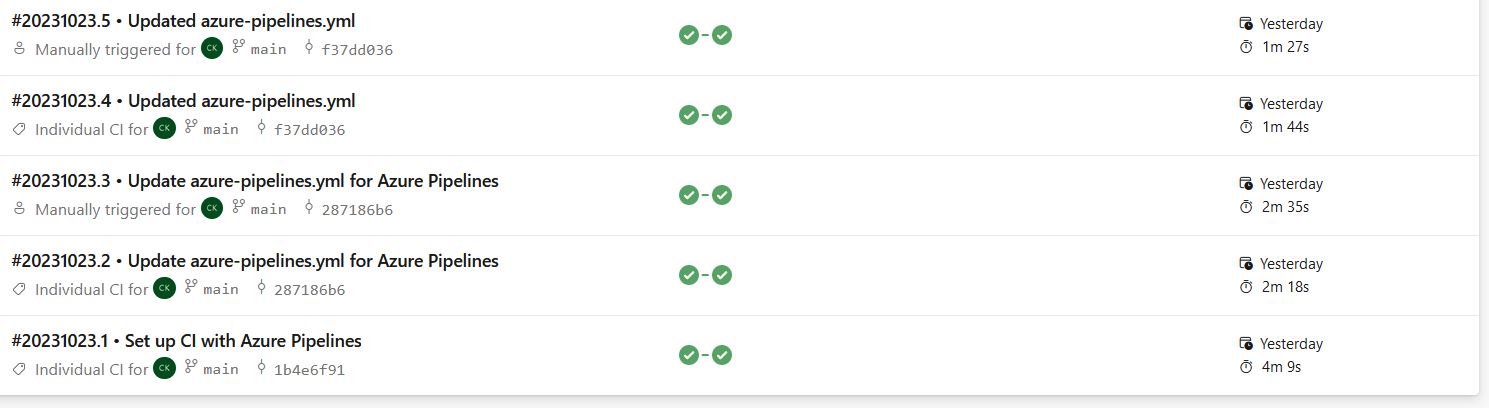 #20231023.5 • Updated azure-pipelines.yml
Manually triggered for CK main f37dd036
Yesterday
1m 27s
#20231023.4 • Updated azure-pipelines.yml
Individual CI for CK main f37dd036
Yesterday
1m 44s
#20231023.3 • Update azure-pipelines.yml for Azure Pipelines
Manually triggered for CK main 287186b6
Yesterday
2m 35s
#20231023.2 • Update azure-pipelines.yml for Azure Pipelines
Individual CI for CK main 287186b6
Yesterday
2m 18s
#20231023.1 • Set up CI with Azure Pipelines
Individual CI for CK main 1b4e6f91
Yesterday
4m 9s